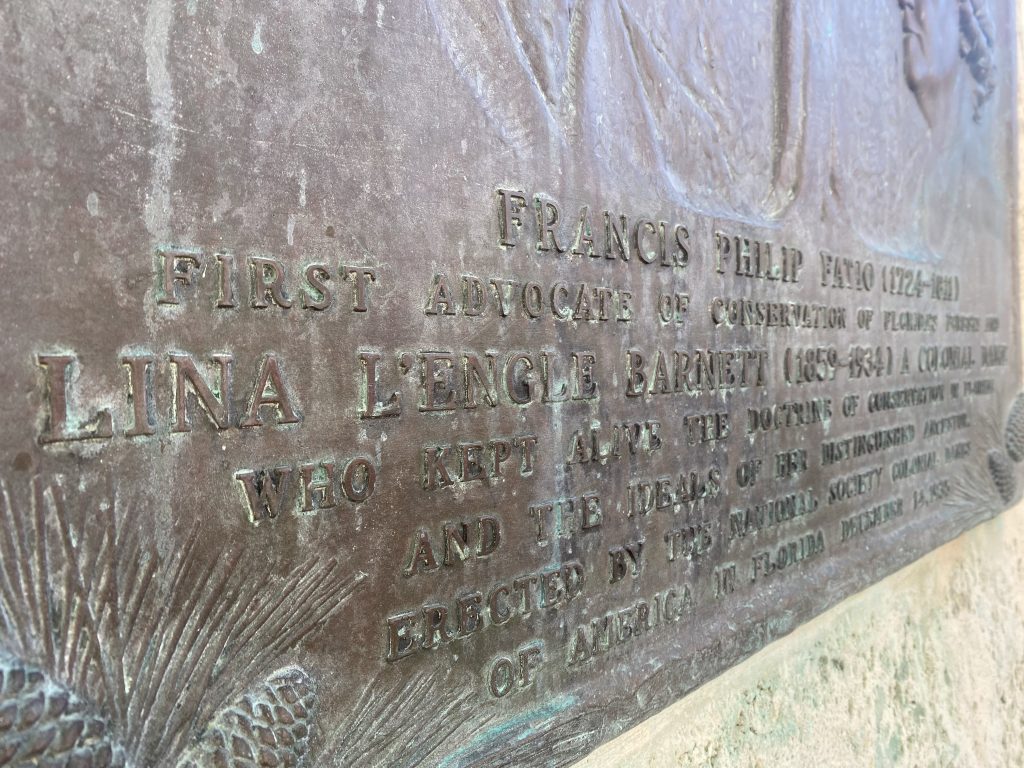 FRANCIS PHILIP FATIO (1724-1811)
FIRST ADVOCATE OF CONSERVATION OF FLORIDA'S FORESTS AND
LINA L'ENGLE BARNETT (1859-1934) A COLONIAL DAME
WHO KEPT ALIVE THE DOCTRINE OF CONSERVATION IN FLORIDA
AND THE IDEALS OF HER DISTINGUISHED ANCESTOR
ERECTED BY THE NATIONAL SOCIETY COLONIAL DAMES
OF AMERICA IN FLORIDA DECEMBER